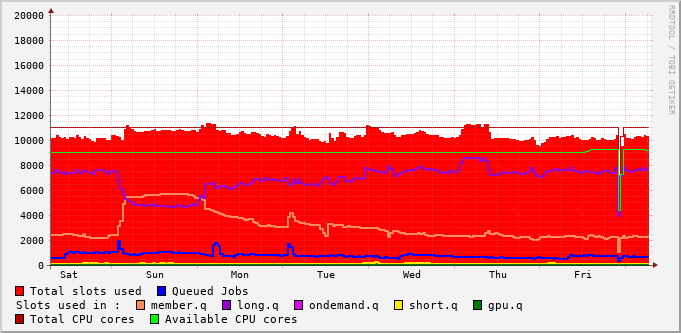 RRDTOOL / TOBI OETIKER
20000
18000
16000
14000
12000
10000
8000
6000
4000
2000
0
Sat Sun Mon Tue Wed Thu Fri
Total slots used Queued Jobs
Slots used in : member.q long.q ondemand.q short.q gpu.q
Total CPU cores Available CPU cores